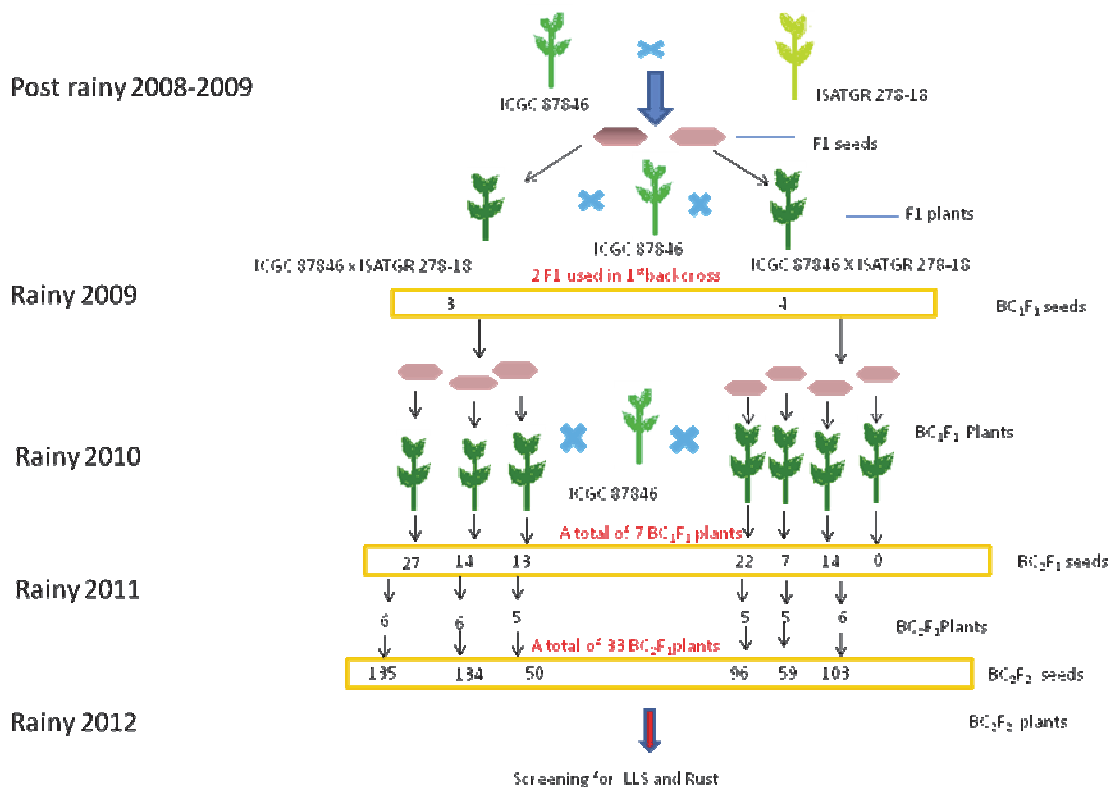 Post rainy 2008-2009
ICGC 87846
ISATGR 278-18
F1 seeds
F1 plants
ICGC 87846
ICGC 87846 x ISATGR 278-18
ICGC 87846 X ISATGR 278-18
2 F1 used in 1st backcross
Rainy 2009
3 4
BC1F1 seeds
BC1F1 Plants
Rainy 2010
ICGC 87846
A total of 7 BC1F1 plants
27 14 13 22 7 14 0
BC2F1 seeds
Rainy 2011
6 6 5 5 5 6
BC2F1Plants
A total of 33 BC2F1plants
135 134 50 96 59 103
BC2F2 seeds
Rainy 2012
BC2F2 plants
Screening for LLS and Rust